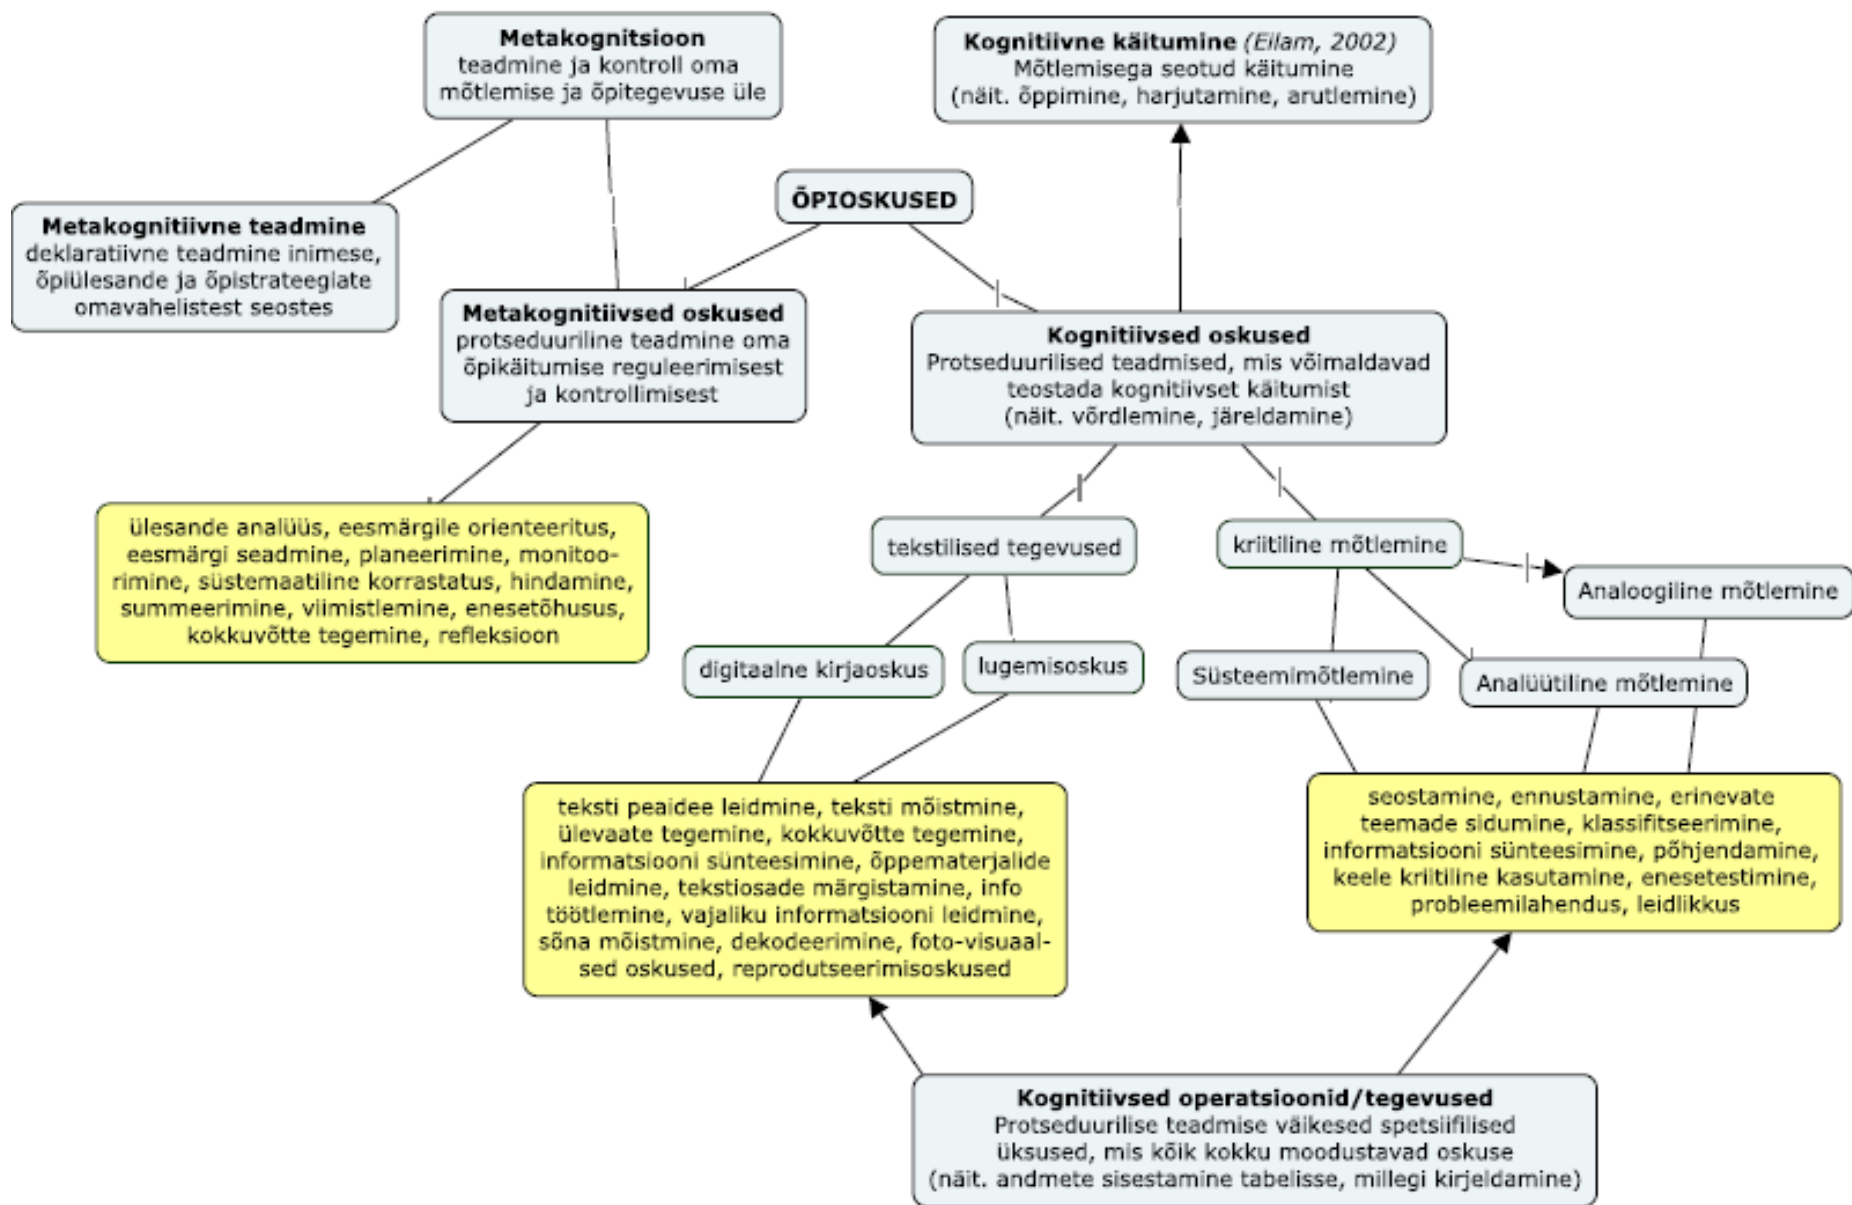 Metakognitsioon
teadmine ja kontroll oma
mõtlemise ja õpitegevuse üle
Kognitiivne käitumine (Eilam, 2002)
Mõtlemisega seotud käitumine
(näit. õppimine, harjutamine, arutlemine)
ÕPIOSKUSED
Metakognitiivne teadmine
deklaratiivne teadmine inimese,
õpiülesande ja õpistrateegiate
omavahelistest seostes
Metakognitiivsed oskused
protseduuriline teadmine oma
õpikäitumise reguleerimisest
ja kontrollimisest
Kognitiivsed oskused
Protseduurilised teadmised, mis võimaldavad
teostada kognitiivset käitumist
(näit. võrdlemine, järeldamine)
ülesande analüüs, eesmärgile orienteeritus,
eesmärgi seadmine, planeerimine, monitoo-
rimine, süstemaatiline korrastatus, hindamine,
summeerimine, viimistlemine, enesetõhusus,
kokkuvõtte tegemine, refleksioon
tekstilised tegevused
kriitiline mõtlemine
Analoogiline mõtlemine
digitaalne kirjaoskus
lugemisoskus
Süsteemimõtlemine
Analüütiline mõtlemine
teksti peaidee leidmine, teksti mõistmine,
ülevaate tegemine, kokkuvõtte tegemine,
informatsiooni sünteesimine, õppematerjalide
leidmine, tekstiosade märgistamine, info
töötlemine, vajaliku informatsiooni leidmine,
sõna mõistmine, dekodeerimine, foto-visuaal-
sed oskused, reprodutseerimisoskused
seostamine, ennustamine, erinevate
teemade sidumine, klassifitseerimine,
informatsiooni sünteesimine, põhjendamine,
keele kriitiline kasutamine, enesetestimine,
probleemilahendus, leidlikkus
Kognitiivsed operatsioonid/tegevused
Protseduurilise teadmise väikesed spetsiifilised
üksused, mis kõik kokku moodustavad oskuse
(näit. andmete sisestamine tabelisse, millegi kirjeldamine)